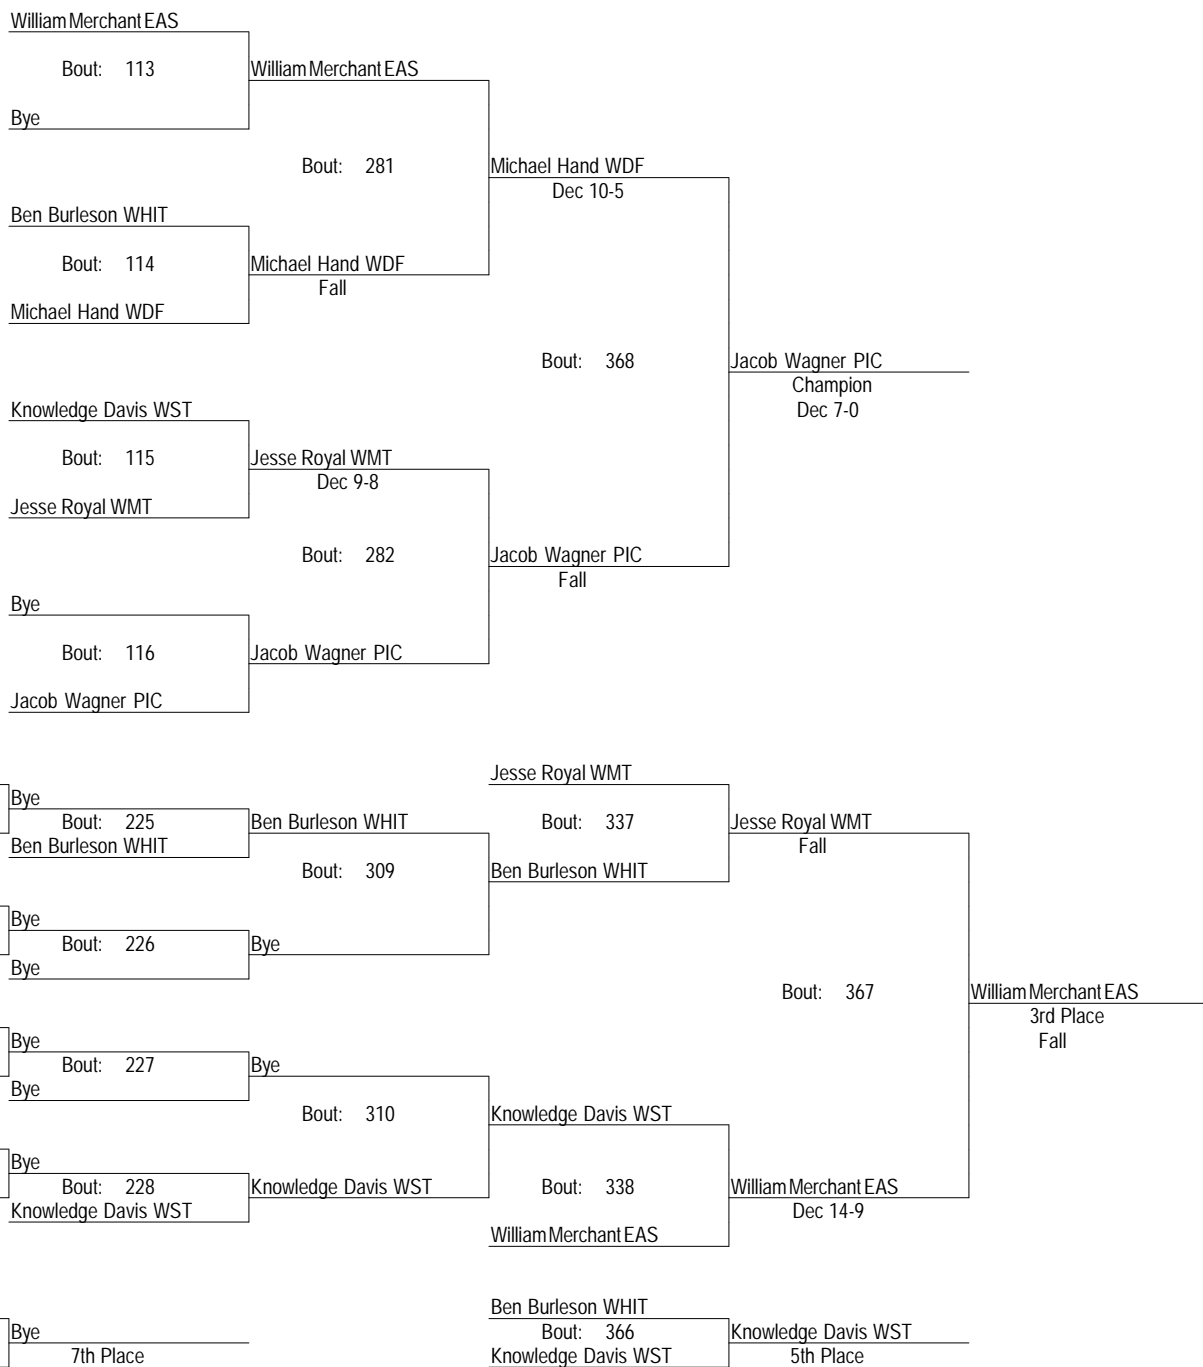 William Merchant EAS
Bout: 113 William Merchant EAS
Bye
Bout: 281 Michael Hand WDF
Dec 10-5
Ben Burleson WHIT
Bout: 114 Michael Hand WDF
Fall
Michael Hand WDF
Bout: 368 Jacob Wagner PIC
Champion
Knowledge Davis WST Dec 7-0
Bout: 115 Jesse Royal WMT
Dec 9-8
Jesse Royal WMT
Bout: 282 Jacob Wagner PIC
Fall
Bye
Bout: 116 Jacob Wagner PIC
Jacob Wagner PIC
Jesse Royal WMT
Bye
Bout: 225 Ben Burleson WHIT Bout: 337 Jesse Royal WMT
Ben Burleson WHIT Fall
Bout: 309 Ben Burleson WHIT
Bye
Bout: 226 Bye
Bye
Bout: 367 William Merchant EAS
3rd Place
Bye Fall
Bout: 227 Bye
Bye
Bout: 310 Knowledge Davis WST
Bye
Bout: 228 Knowledge Davis WST Bout: 338 William Merchant EAS
Knowledge Davis WST Dec 14-9
William Merchant EAS
Ben Burleson WHIT
Bye Bout: 366 Knowledge Davis WST
7th Place Knowledge Davis WST 5th Place